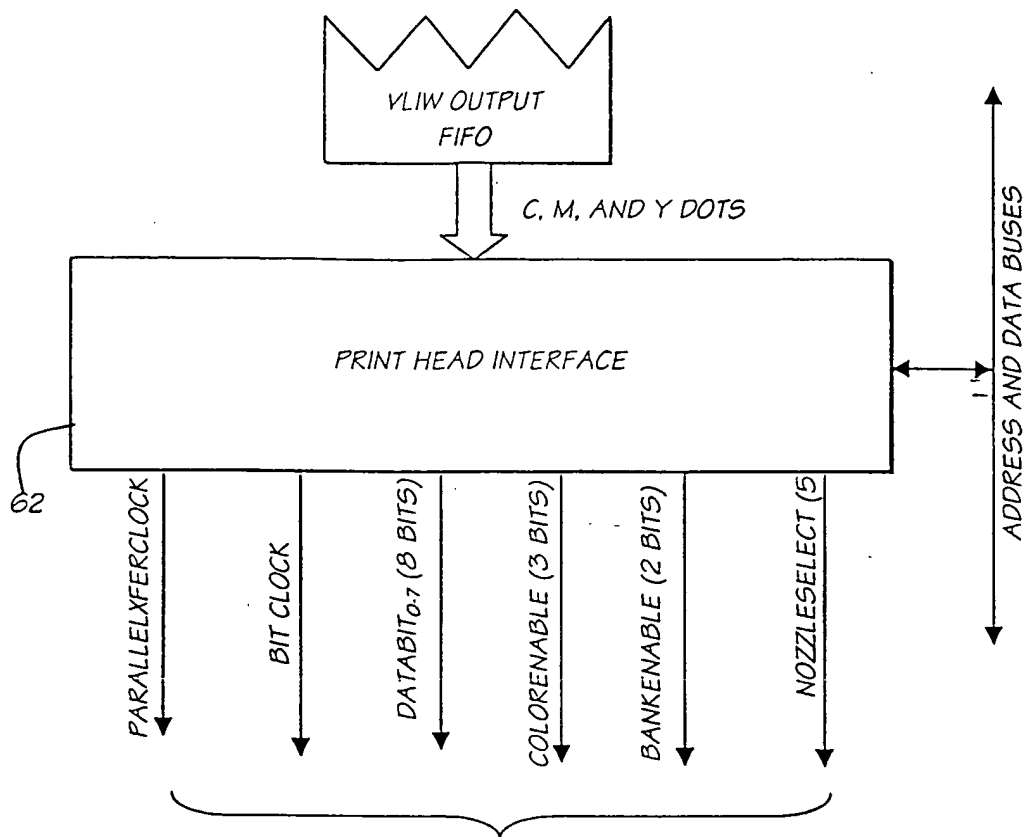 VLIW OUTPUT
FIFO
C, M, AND Y DOTS
PRINT HEAD INTERFACE
ADDRESS AND DATA BUSES
62
PARALLELXFERCLOCK
BIT CLOCK
DATABIT0-7 (8 BITS)
COLORENABLE (3 BITS)
BANKENABLE (2 BITS)
NOZZLESELECT (5